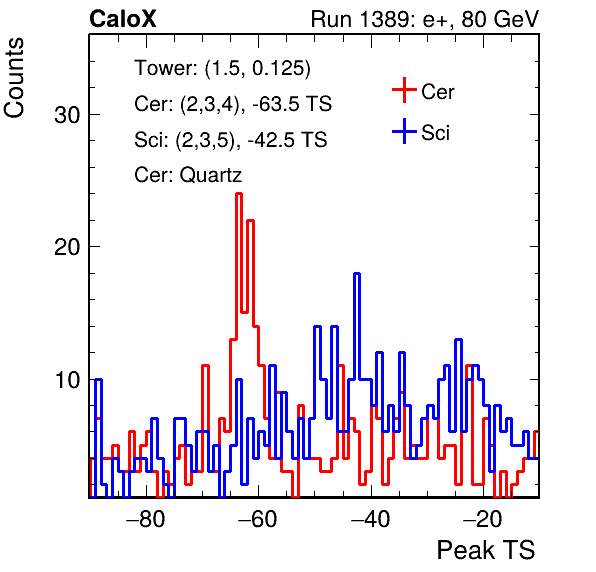 CaloX Run 1389: e+, 80 GeV
Counts
Tower: (1.5, 0.125)
Cer: (2,3,4), -63.5 TS
Sci: (2,3,5), -42.5 TS
Cer: Quartz
Cer
Sci
30
20
10
−80 −60 −40 −20
Peak TS